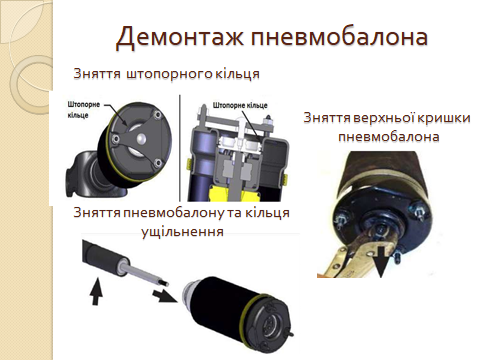 Демонтаж пневмобалона
Зняття штопорного кільця
Штопорне
кільце
Штопорне кільце
Зняття верхньої кришки
пневмобалона
Зняття пневмобалону та кільця
ущільнення